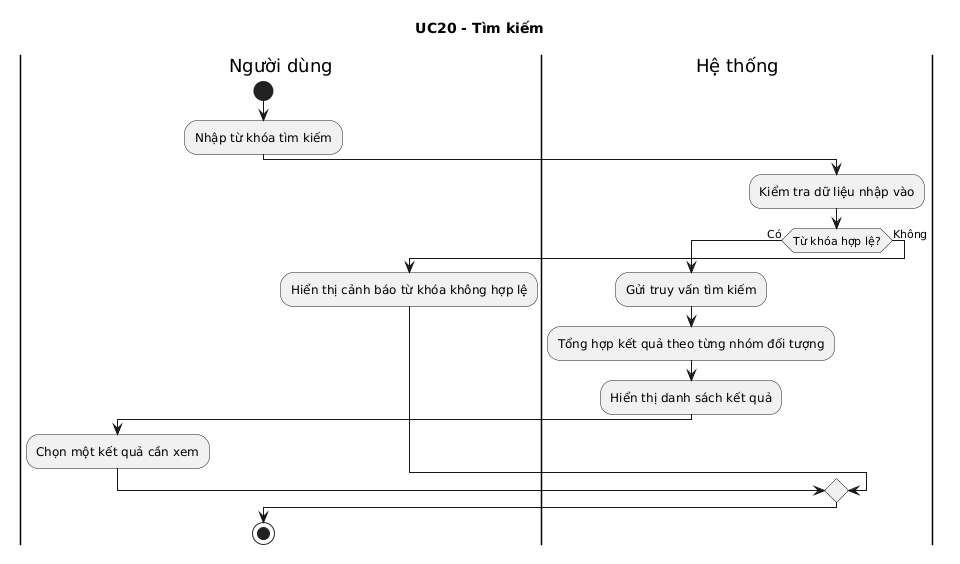 UC20 - Tìm kiếm
Người dùng
Hệ thống
Nhập từ khóa tìm kiếm
Kiểm tra dữ liệu nhập vào
Có
Từ khóa hợp lệ?
Không
Hiển thị cảnh báo từ khóa không hợp lệ
Gửi truy vấn tìm kiếm
Tổng hợp kết quả theo từng nhóm đối tượng
Hiển thị danh sách kết quả
Chọn một kết quả cần xem